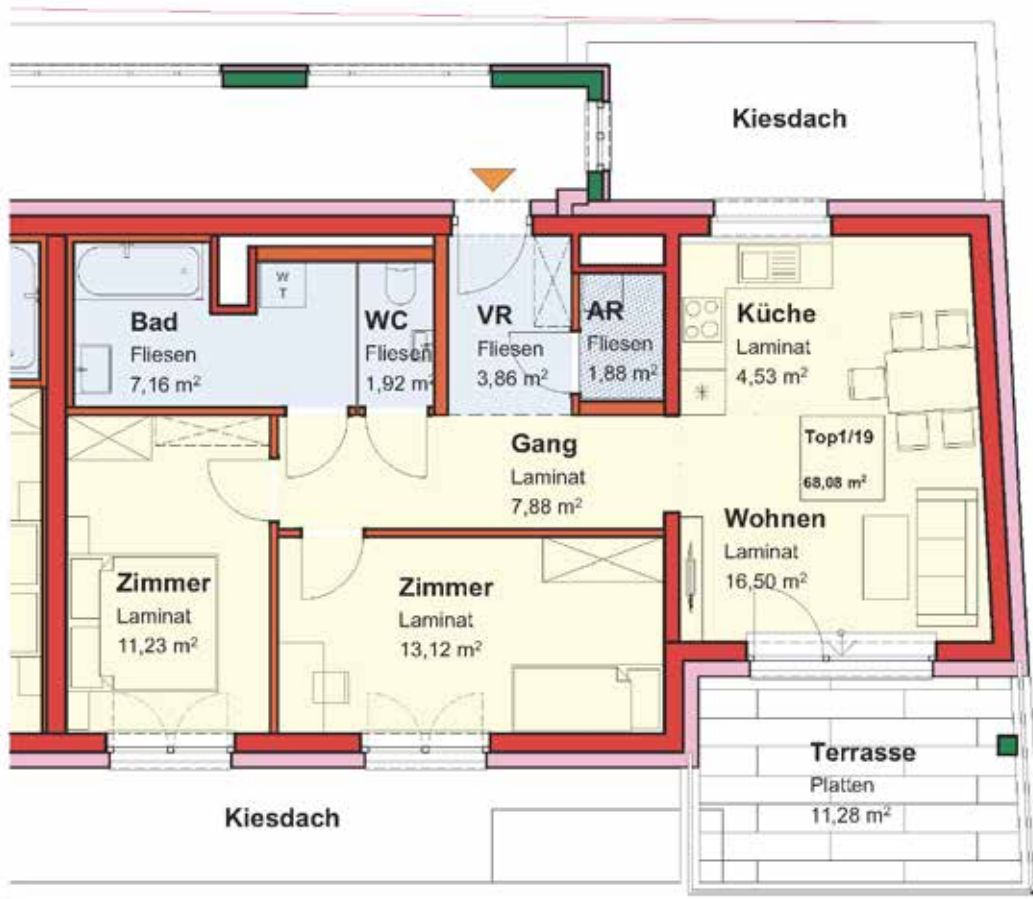 Kiesdach
W
T
Bad
Fliesen
7,16 m²
WC
Fliesen
1,92 m²
VR
Fliesen
3,86 m²
AR
Fliesen
1,88 m²
Küche
Laminat
4,53 m²
Gang
Laminat
7,88 m²
Top1/19
68,08 m²
Wohnen
Laminat
16,50 m²
Zimmer
Laminat
11,23 m²
Zimmer
Laminat
13,12 m²
Terrasse
Platten
11,28 m²
Kiesdach